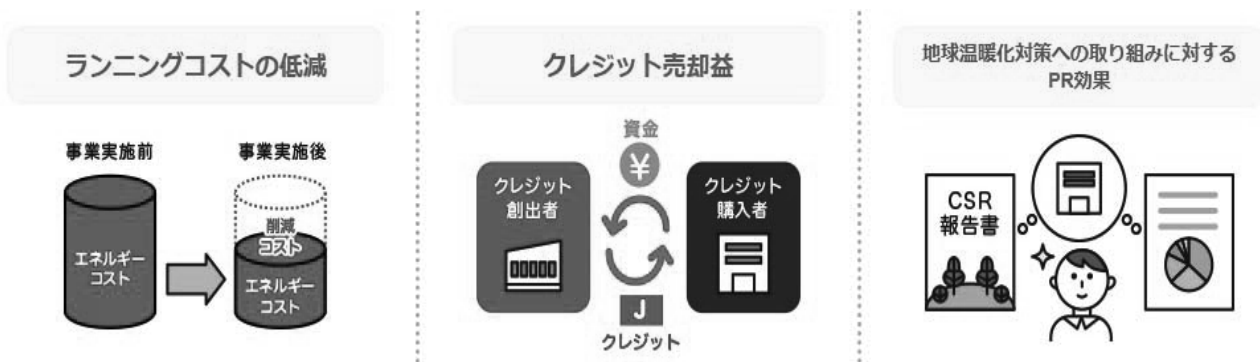 ランニングコストの低減
事業実施前
事業実施後
エネルギー
コスト
削減
コスト
エネルギー
コスト
クレジット売却益
資金
¥
クレジット
創出者
クレジット
購入者
J
クレジット
地球温暖化対策への取り組みに対する
PR効果
CSR
報告書